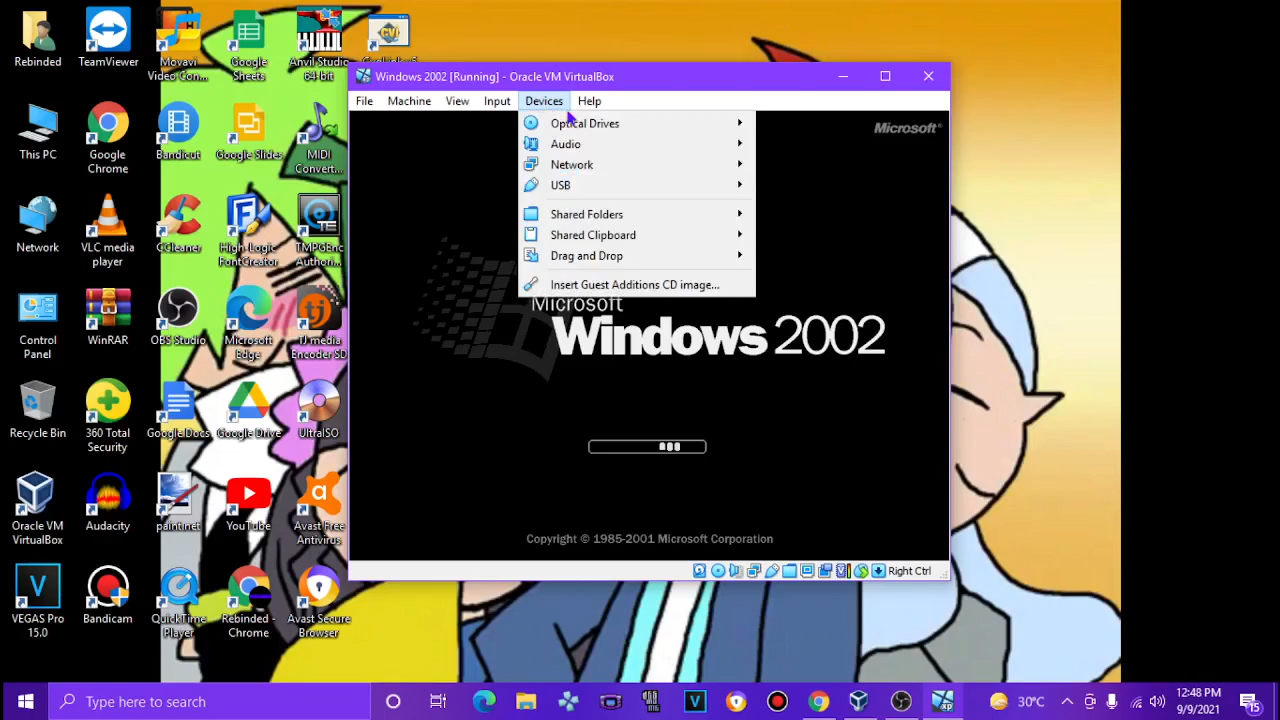 Rebinded
TeamViewer
Movavi
Video Con...
Google
Sheets
Anvil Studio
64-bit
This PC
Google
Chrome
Bandicut
Google Slides
MIDI
Convert...
Network
VLC media
player
CCleaner
High-Logic
FontCreator
TMPGEnc
Authorin...
Control
Panel
WinRAR
OBS Studio
Microsoft
Edge
TJ media
Encoder SD
Recycle Bin
360 Total
Security
Google Docs
Google Drive
UltraISO
Oracle VM
VirtualBox
Audacity
paint.net
YouTube
Avast Free
Antivirus
VEGAS Pro
15.0
Bandicam
QuickTime
Player
Rebinded -
Chrome
Avast Secure
Browser
Windows 2002 [Running] - Oracle VM VirtualBox
File Machine View Input Devices Help
Optical Drives
Audio
Network
USB
Shared Folders
Shared Clipboard
Drag and Drop
Insert Guest Additions CD image...
Microsoft®
Microsoft
Windows 2002
Copyright © 1985-2001 Microsoft Corporation
Right Ctrl
Type here to search
30°C
12:48 PM
9/9/2021
15